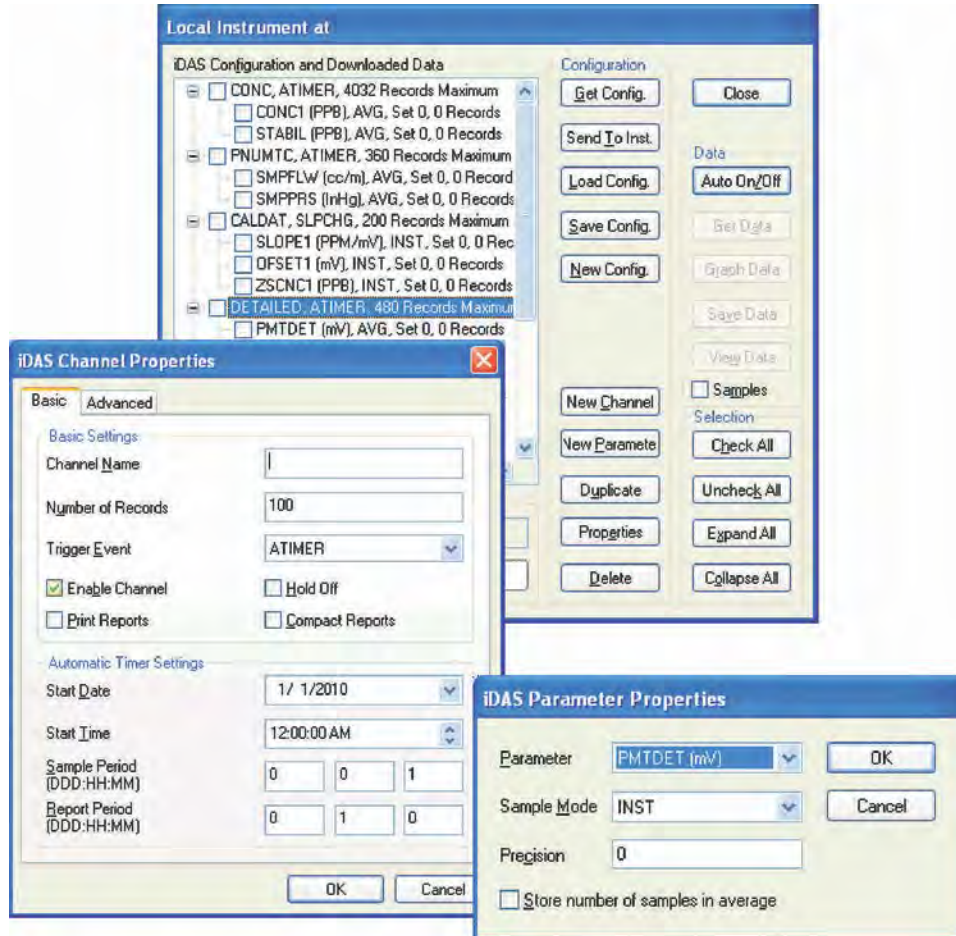 Local Instrument at
iDAS Configuration and Downloaded Data
CONC, ATIMER, 4032 Records Maximum
CONC1 (PPB), AVG, Set 0, 0 Records
STABIL (PPB), AVG, Set 0, 0 Records
PNUMTC, ATIMER, 360 Records Maximum
SMPFLW (cc/m), AVG, Set 0, 0 Record
SMPPRS (InHg), AVG, Set 0, 0 Records
CALDAT, SLPCHG, 200 Records Maximum
SLOPE1 (PPM/mV), INST, Set 0, 0 Rec
OFSET1 (mV), INST, Set 0, 0 Records
ZSCNC1 (PPB), INST, Set 0, 0 Records
DETAILED, ATIMER, 480 Records Maximur
PMTDET (mV), AVG, Set 0, 0 Records
Configuration
Get Config.
Send To Inst.
Load Config.
Save Config.
New Config.
New Channel
New Paramete
Duplicate
Properties
Delete
Close
Data
Auto On/Off
Get Data
Graph Data
Save Data
View Data
Samples
Selection
Check All
Uncheck All
Expand All
Collapse All
iDAS Channel Properties
Basic Advanced
Basic Settings
Channel Name
Number of Records 100
Trigger Event ATIMER
Enable Channel Hold Off
Print Reports Compact Reports
Automatic Timer Settings
Start Date 1/ 1/2010
Start Time 12:00:00 AM
Sample Period
(DDD:HH:MM) 0 0 1
Report Period
(DDD:HH:MM) 0 1 0
OK Cancel
iDAS Parameter Properties
Parameter PMTDET (mV) OK
Sample Mode INST Cancel
Precision 0
Store number of samples in average